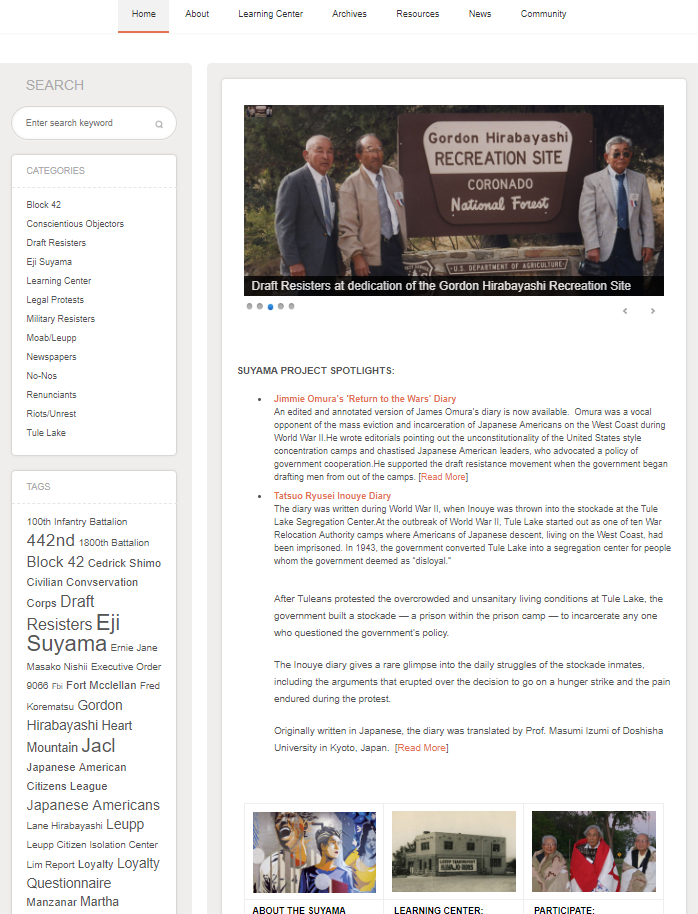 Home About Learning Center Archives Resources News Community
SEARCH
Enter search keyword
CATEGORIES
Block 42
Conscientious Objectors
Draft Resisters
Eji Suyama
Learning Center
Legal Protests
Military Resisters
Moab/Leupp
Newspapers
No-Nos
Renunciants
Riots/Unrest
Tule Lake
TAGS
100th Infantry Battalion
442nd 1800th Battalion
Block 42 Cedrick Shimo
Civilian Convservation
Corps Draft
Resisters Eji
Suyama Ernie Jane
Masako Nishii Executive Order
9066 Fbi Fort Mcclellan Fred
Korematsu Gordon
Hirabayashi Heart
Mountain Jacl
Japanese American
Citizens League
Japanese Americans
Lane Hirabayashi Leupp
Leupp Citizen Isolation Center
Lim Report Loyalty Loyalty
Questionnaire
Manzanar Martha
Gordon Hirabayashi
RECREATION SITE
CORONADO
National Forest
U.S. DEPARTMENT OF AGRICULTURE
Draft Resisters at dedication of the Gordon Hirabayashi Recreation Site
SUYAMA PROJECT SPOTLIGHTS:
Jimmie Omura's 'Return to the Wars' Diary
An edited and annotated version of James Omura's diary is now available. Omura was a vocal
opponent of the mass eviction and incarceration of Japanese Americans on the West Coast during
World War II.He wrote editorials pointing out the unconstitutionality of the United States style
concentration camps and chastised Japanese American leaders, who advocated a policy of
government cooperation.He supported the draft resistance movement when the government began
drafting men from out of the camps. [Read More]
Tatsuo Ryusei Inouye Diary
The diary was written during World War II, when Inouye was thrown into the stockade at the Tule
Lake Segregation Center.At the outbreak of World War II, Tule Lake started out as one of ten War
Relocation Authority camps where Americans of Japanese descent, living on the West Coast, had
been imprisoned. In 1943, the government converted Tule Lake into a segregation center for people
whom the government deemed as "disloyal."
After Tuleans protested the overcrowded and unsanitary living conditions at Tule Lake, the
government built a stockade — a prison within the prison camp — to incarcerate any one
who questioned the government's policy.
The Inouye diary gives a rare glimpse into the daily struggles of the stockade inmates,
including the arguments that erupted over the decision to go on a hunger strike and the pain
endured during the protest.
Originally written in Japanese, the diary was translated by Prof. Masumi Izumi of Doshisha
University in Kyoto, Japan. [Read More]
LEUPP TRADING POST
NAVAJO RUGS
ABOUT THE SUYAMA LEARNING CENTER: PARTICIPATE: